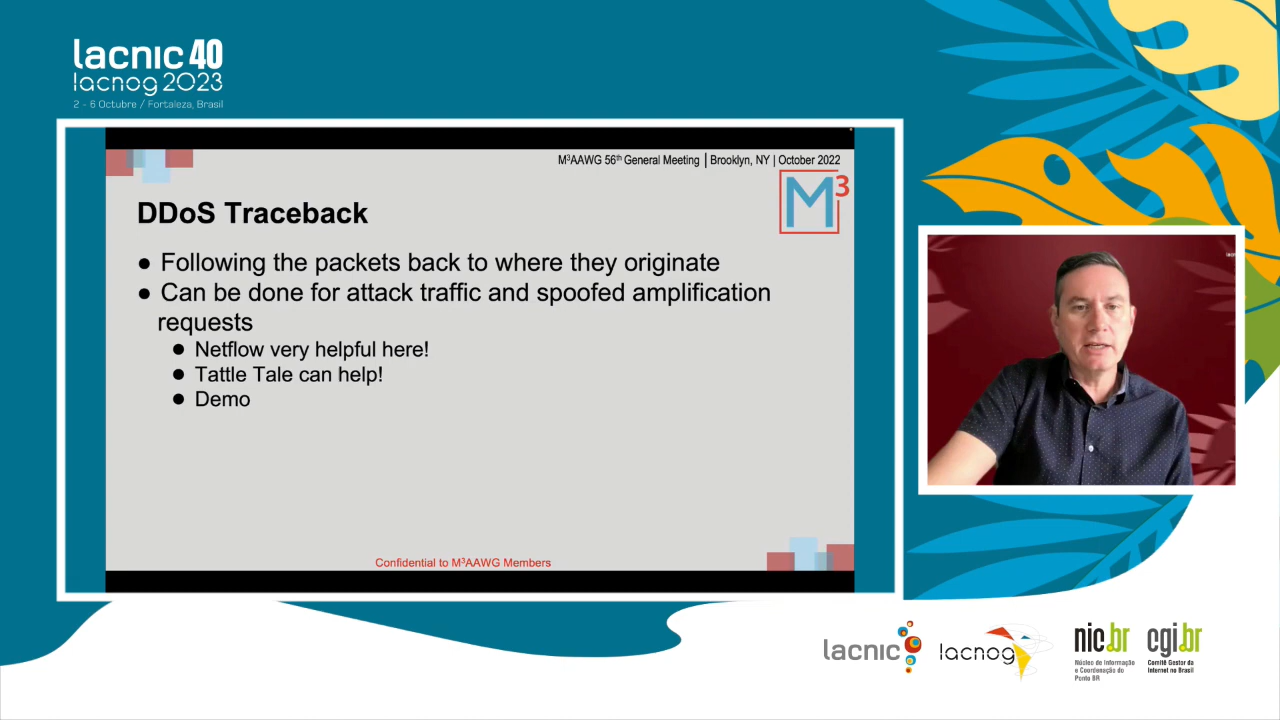 lacnic 40
lacnog 2023
2 - 6 Octubre / Fortaleza, Brasil
M³AAWG 56th General Meeting | Brooklyn, NY | October 2022
M3
DDoS Traceback
● Following the packets back to where they originate
● Can be done for attack traffic and spoofed amplification
requests
● Netflow very helpful here!
● Tattle Tale can help!
● Demo
Confidential to M³AAWG Members
lacnic
lacnog
nic.br
Núcleo de Informação
e Coordenação do
Ponto BR
cgi.br
Comitê Gestor da
Internet no Brasil